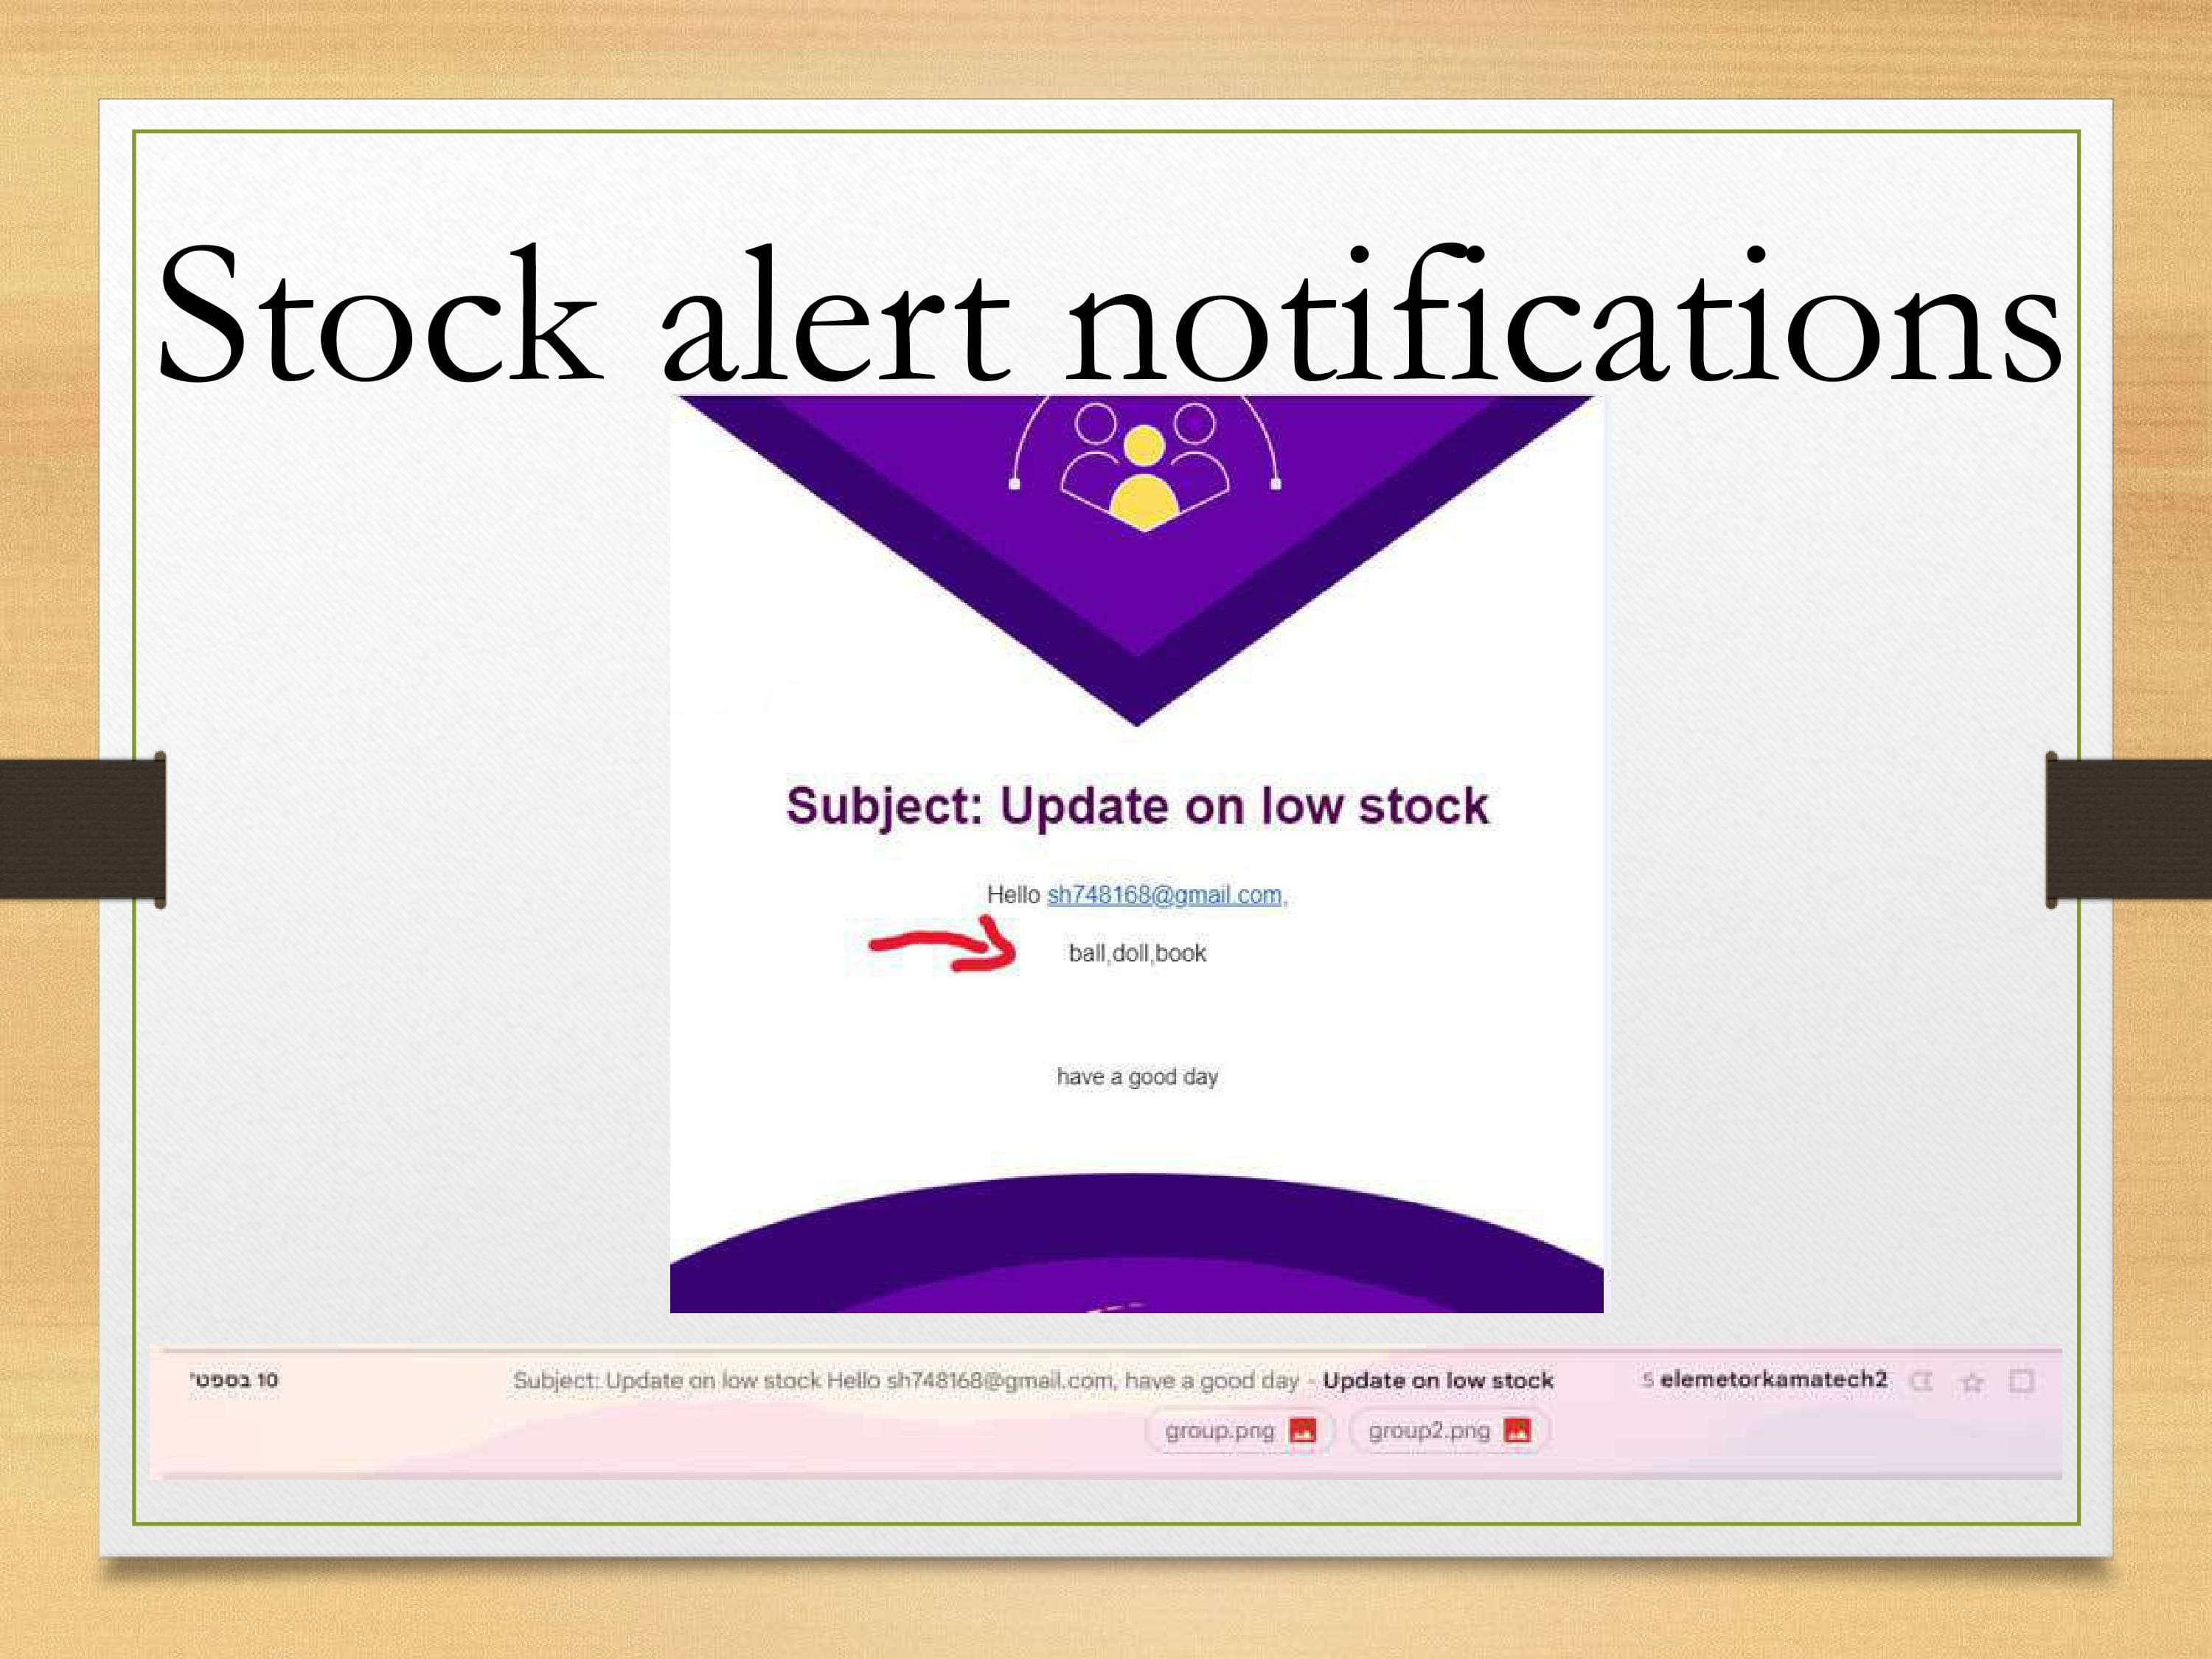 Stock alert notifications
Subject: Update on low stock
Hello sh748168@gmail.com,
ball,doll,book
have a good day
elemetorkamatech2 5 Update on low stock - Subject: Update on low stock Hello sh748168@gmail.com, have a good day 10 בספט׳
group2.png group.png